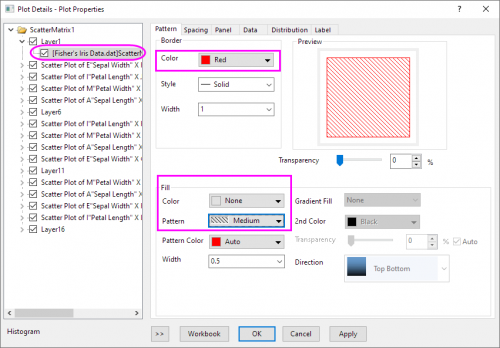 Plot Details - Plot Properties
ScatterMatrix1
Layer1
[Fisher's Iris Data.dat]Scatter
Scatter Plot of E"Sepal Width" X
Scatter Plot of I"Petal Length" X
Scatter Plot of M"Petal Width" X
Scatter Plot of A"Sepal Length"
Layer6
Scatter Plot of I"Petal Length" X
Scatter Plot of M"Petal Width" X
Scatter Plot of A"Sepal Length"
Scatter Plot of E"Sepal Width" X
Layer11
Scatter Plot of M"Petal Width" X
Scatter Plot of A"Sepal Length"
Scatter Plot of E"Sepal Width" X
Scatter Plot of I"Petal Length" X
Layer16
Histogram
Pattern Spacing Panel Data Distribution Label
Border
Color Red
Style Solid
Width 1
Preview
Transparency 0 %
Fill
Color None
Pattern Medium
Pattern Color Auto
Width 0.5
Gradient Fill None
2nd Color Black
Transparency 0 % Auto
Direction Top Bottom
>> Workbook OK Cancel Apply